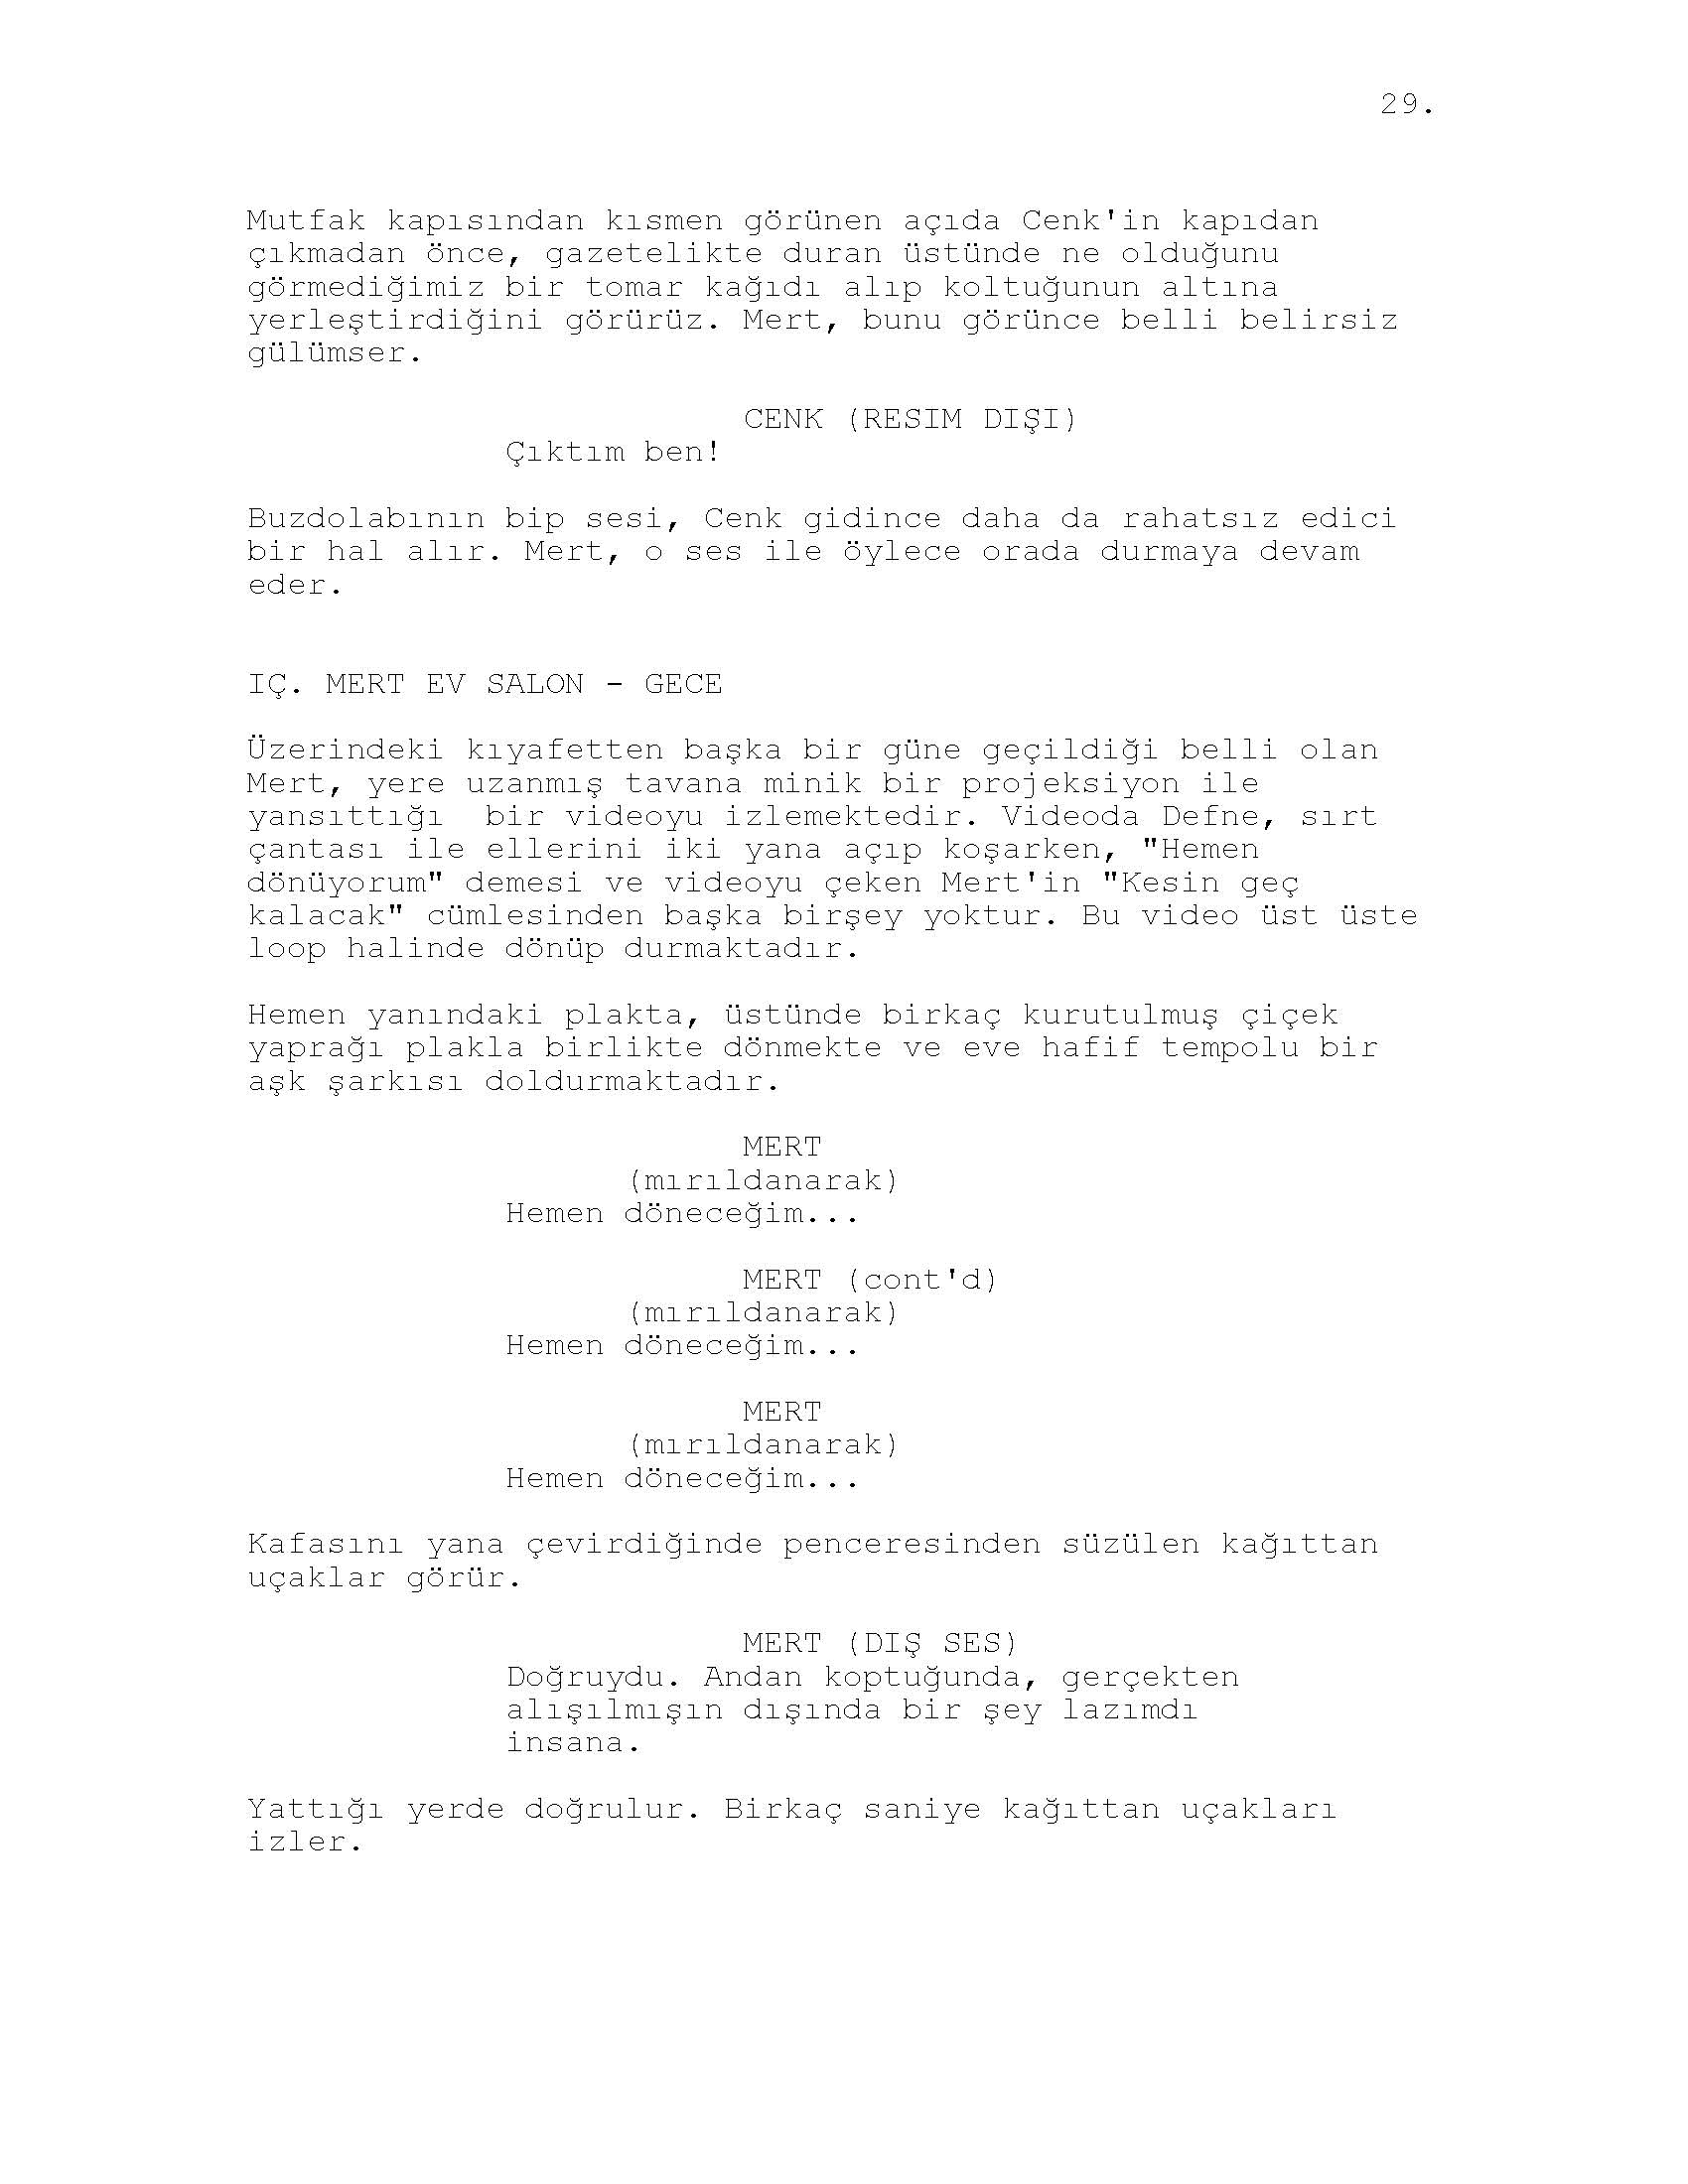 29.
Mutfak kapısından kısmen görünen açıda Cenk'in kapıdan
çıkmadan önce, gazetelikte duran üstünde ne olduğunu
görmediğimiz bir tomar kağıdı alıp koltuğunun altına
yerleştirdiğini görürüz. Mert, bunu görünce belli belirsiz
gülümser.
CENK (RESIM DIŞI)
Çıktım ben!
Buzdolabının bip sesi, Cenk gidince daha da rahatsız edici
bir hal alır. Mert, o ses ile öylece orada durmaya devam
eder.
IÇ. MERT EV SALON - GECE
Üzerindeki kıyafetten başka bir güne geçildiği belli olan
Mert, yere uzanmış tavana minik bir projeksiyon ile
yansıttığı  bir videoyu izlemektedir. Videoda Defne, sırt
çantası ile ellerini iki yana açıp koşarken, "Hemen
dönüyorum" demesi ve videoyu çeken Mert'in "Kesin geç
kalacak" cümlesinden başka birşey yoktur. Bu video üst üste
loop halinde dönüp durmaktadır.
Hemen yanındaki plakta, üstünde birkaç kurutulmuş çiçek
yaprağı plakla birlikte dönmekte ve eve hafif tempolu bir
aşk şarkısı doldurmaktadır.
MERT
(mırıldanarak)
Hemen döneceğim...
MERT (cont'd)
(mırıldanarak)
Hemen döneceğim...
MERT
(mırıldanarak)
Hemen döneceğim...
Kafasını yana çevirdiğinde penceresinden süzülen kağıttan
uçaklar görür.
MERT (DIŞ SES)
Doğruydu. Andan koptuğunda, gerçekten
alışılmışın dışında bir şey lazımdı
insana.
Yattığı yerde doğrulur. Birkaç saniye kağıttan uçakları
izler.